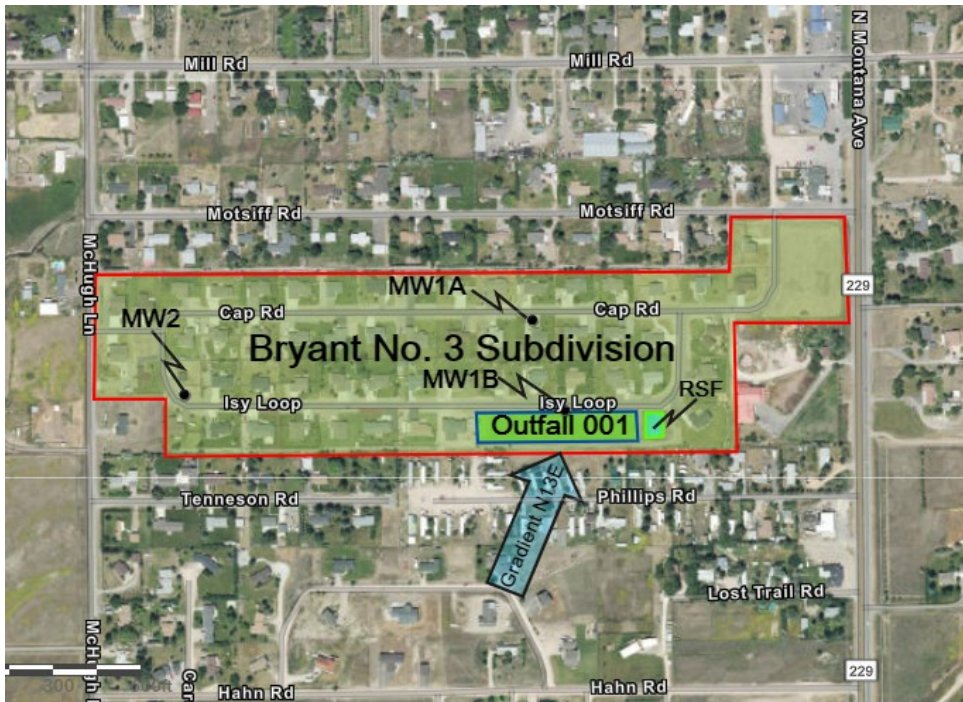 Mill Rd
Mill Rd
N Montana Ave
Motsiff Rd
Motsiff Rd
McHugh Ln
229
MW1A
Cap Rd
Cap Rd
MW2
Bryant No. 3 Subdivision
MW1B
RSF
Isy Loop
Isy Loop
Outfall 001
Gradient N13E
Tenneson Rd
Phillips Rd
Lost Trail Rd
300
229
Hahn Rd
Hahn Rd